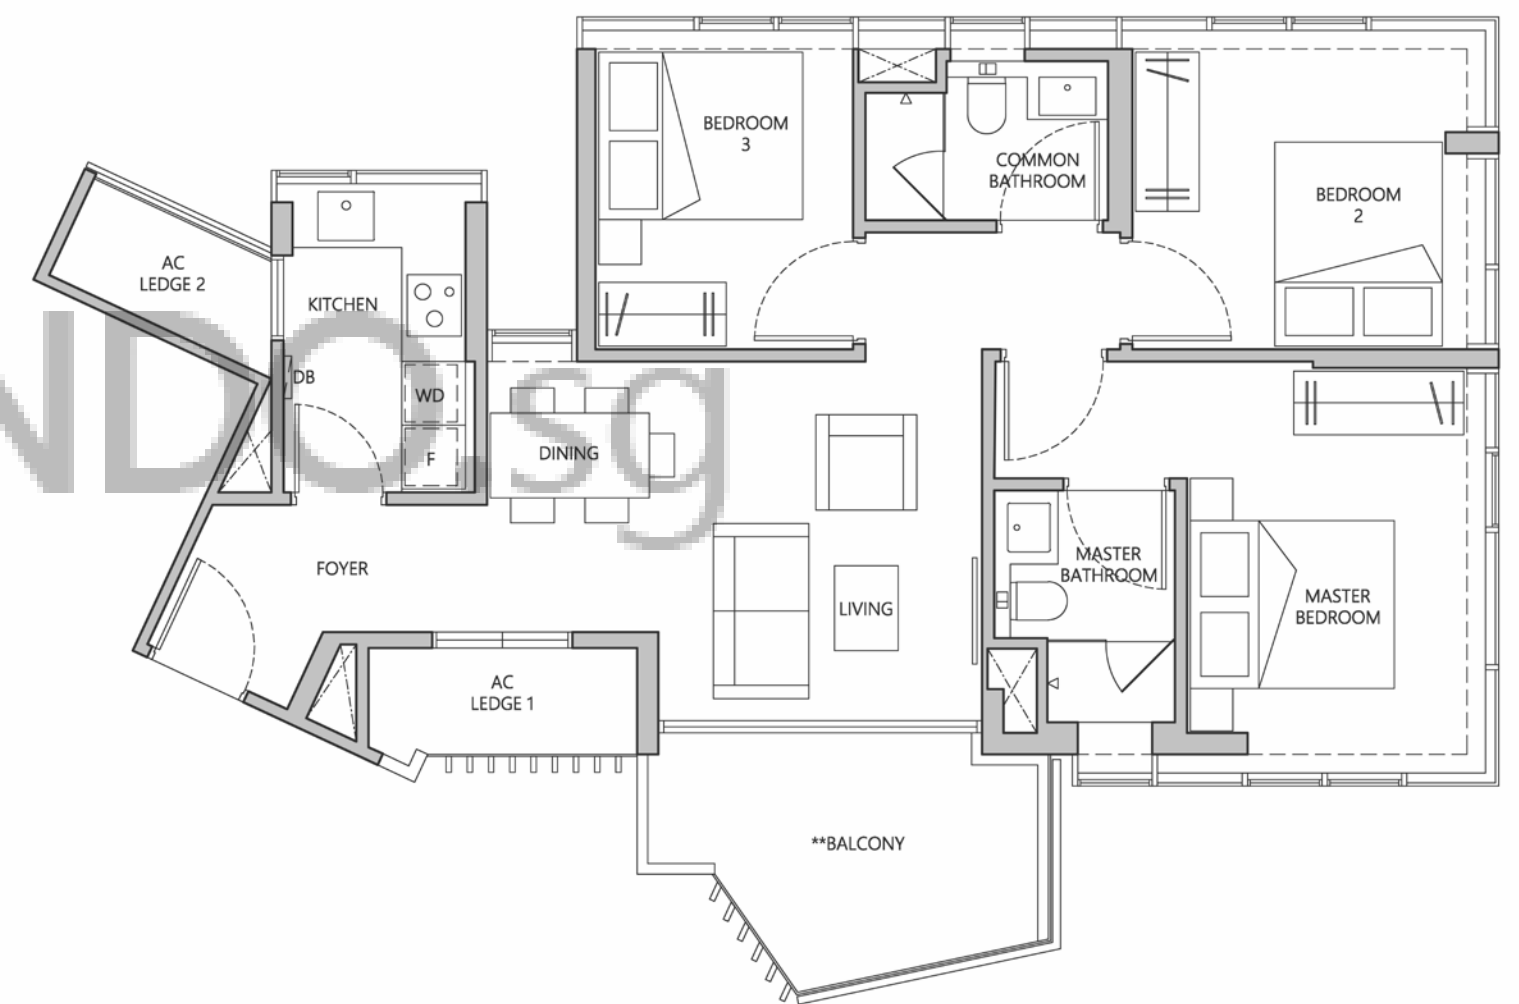 BEDROOM
3
COMMON
BATHROOM
BEDROOM
2
AC
LEDGE 2
KITCHEN
DB
WD
F
DINING
NDO.sg
FOYER
LIVING
MASTER
BATHROOM
MASTER
BEDROOM
AC
LEDGE 1
**BALCONY